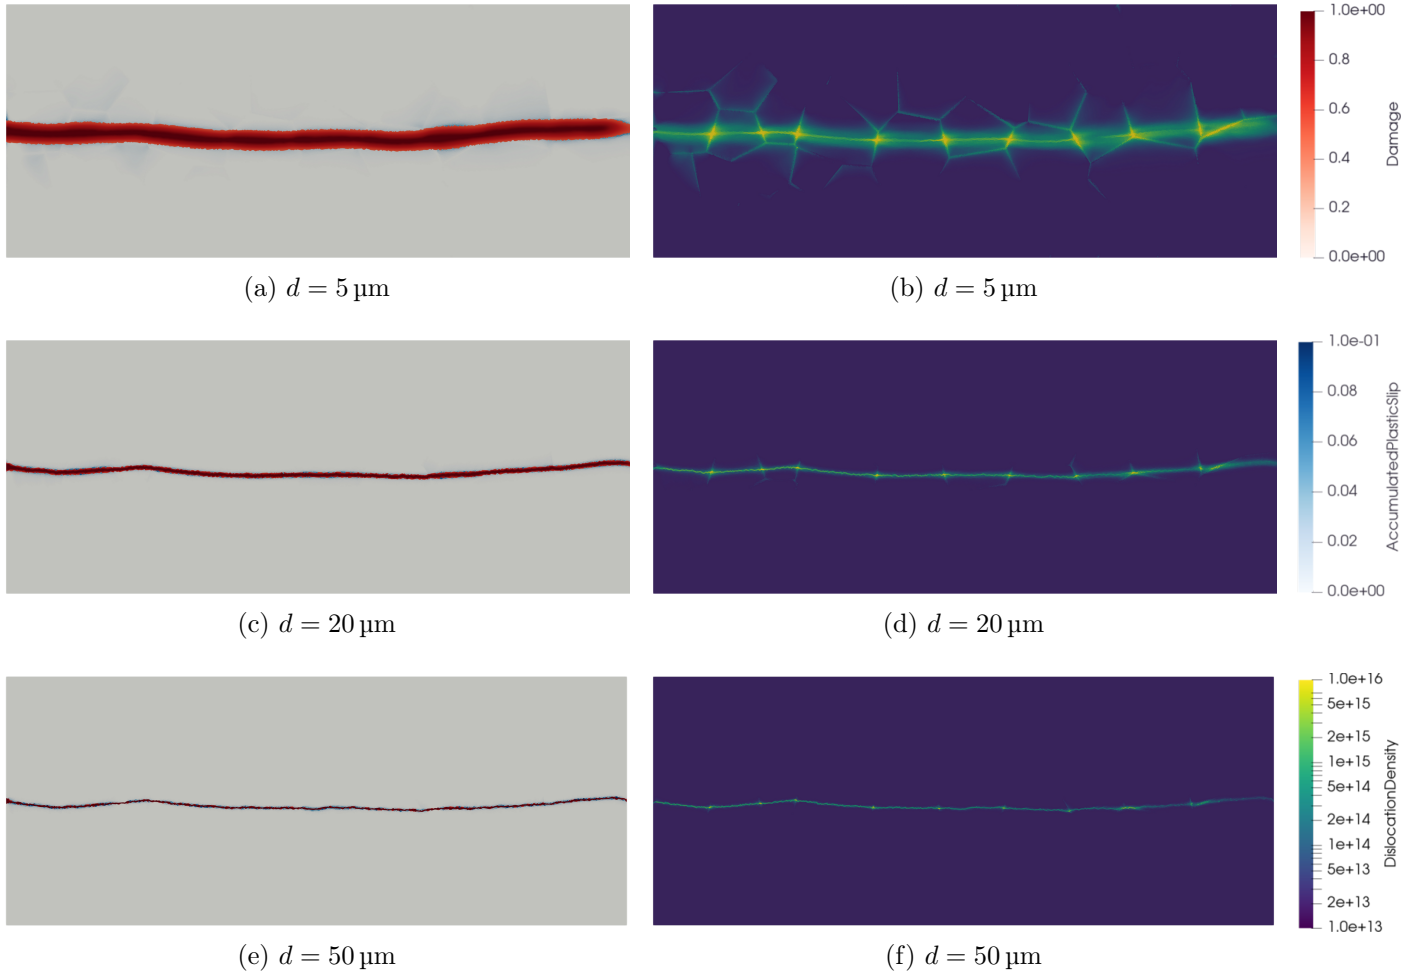 1.0e+00
0.8
0.6
0.4
0.2
0.0e+00
Damage
(a) d = 5 µm
(b) d = 5 µm
1.0e-01
0.08
0.06
0.04
0.02
0.0e+00
AccumulatedPlasticSlip
(c) d = 20 µm
(d) d = 20 µm
1.0e+16
5e+15
2e+15
1e+15
5e+14
2e+14
1e+14
5e+13
2e+13
1.0e+13
DislocationDensity
(e) d = 50 µm
(f) d = 50 µm